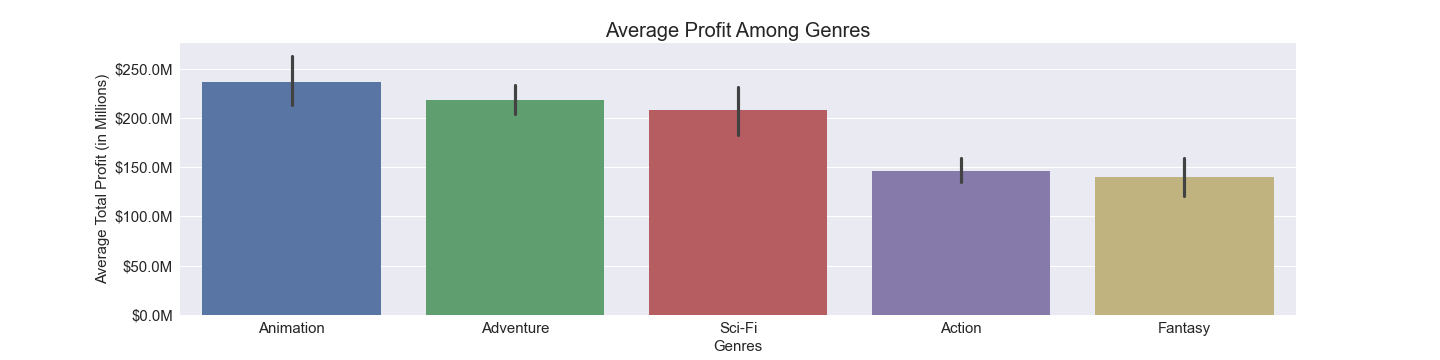 Average Profit Among Genres
Average Total Profit (in Millions)
$250.0M
$200.0M
$150.0M
$100.0M
$50.0M
$0.0M
Animation Adventure Sci-Fi Action Fantasy
Genres